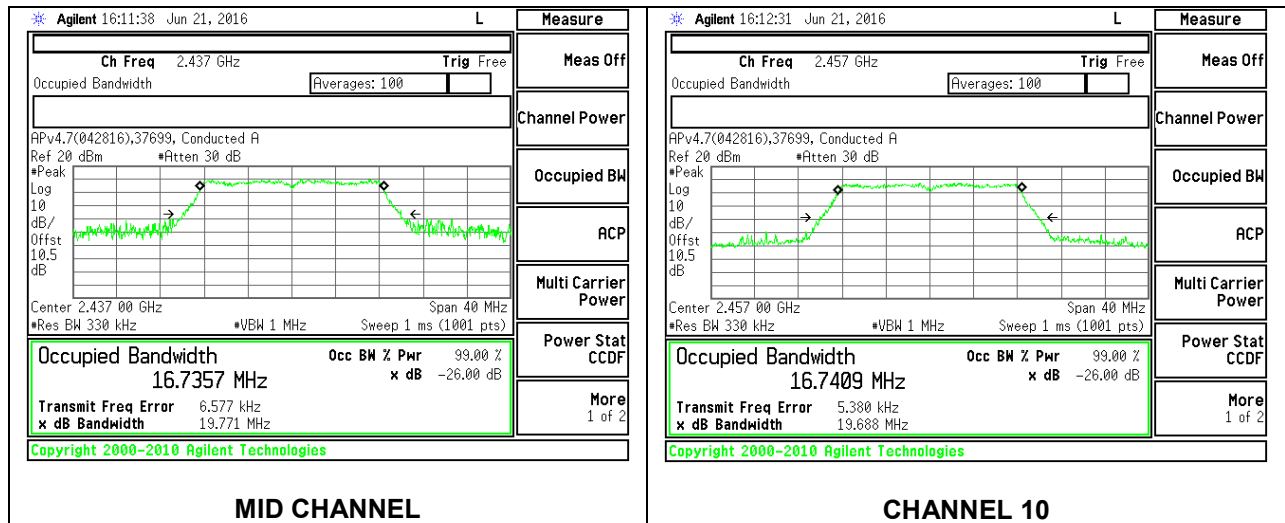 Agilent 16:11:38 Jun 21, 2016 L Measure
Ch Freq 2.437 GHz Trig Free
Occupied Bandwidth Averages: 100
Meas Off
Channel Power
APv4.7(042816),37699, Conducted A
Ref 20 dBm #Atten 30 dB
#Peak
Log
10
dB/
Offst
10.5
dB
Occupied BW
ACP
Multi Carrier
Power
Center 2.437 00 GHz Span 40 MHz
#Res BW 330 kHz #VBW 1 MHz Sweep 1 ms (1001 pts)
Power Stat
CCDF
Occupied Bandwidth Occ BW % Pwr 99.00 %
16.7357 MHz x dB -26.00 dB
Transmit Freq Error 6.577 kHz
x dB Bandwidth 19.771 MHz
More
1 of 2
Copyright 2000-2010 Agilent Technologies
MID CHANNEL
Agilent 16:12:31 Jun 21, 2016 L Measure
Ch Freq 2.457 GHz Trig Free
Occupied Bandwidth Averages: 100
Meas Off
Channel Power
APv4.7(042816),37699, Conducted A
Ref 20 dBm #Atten 30 dB
#Peak
Log
10
dB/
Offst
10.5
dB
Occupied BW
ACP
Multi Carrier
Power
Center 2.457 00 GHz Span 40 MHz
#Res BW 330 kHz #VBW 1 MHz Sweep 1 ms (1001 pts)
Power Stat
CCDF
Occupied Bandwidth Occ BW % Pwr 99.00 %
16.7409 MHz x dB -26.00 dB
Transmit Freq Error 5.380 kHz
x dB Bandwidth 19.688 MHz
More
1 of 2
Copyright 2000-2010 Agilent Technologies
CHANNEL 10